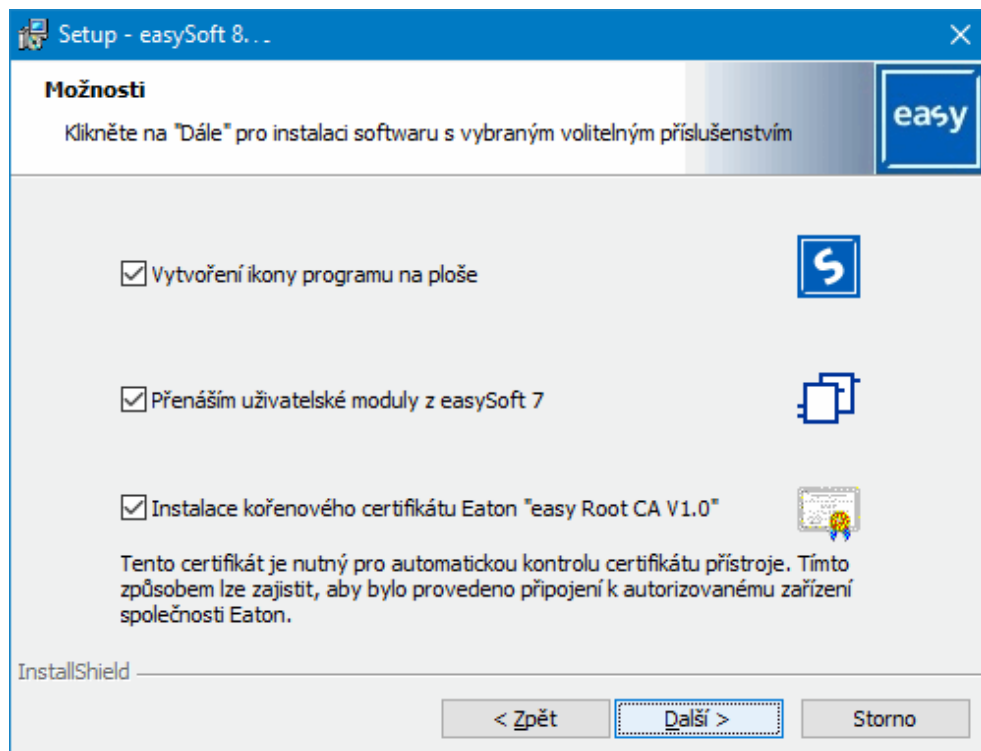 Setup - easySoft 8...
Možnosti
Klikněte na "Dále" pro instalaci softwaru s vybraným volitelným příslušenstvím
easy
Vytvoření ikony programu na ploše
S
Přenáším uživatelské moduly z easySoft 7
Instalace kořenového certifikátu Eaton "easy Root CA V1.0"
Tento certifikát je nutný pro automatickou kontrolu certifikátu přístroje. Tímto
způsobem lze zajistit, aby bylo provedeno připojení k autorizovanému zařízení
společnosti Eaton.
InstallShield
< Zpět
Další >
Storno